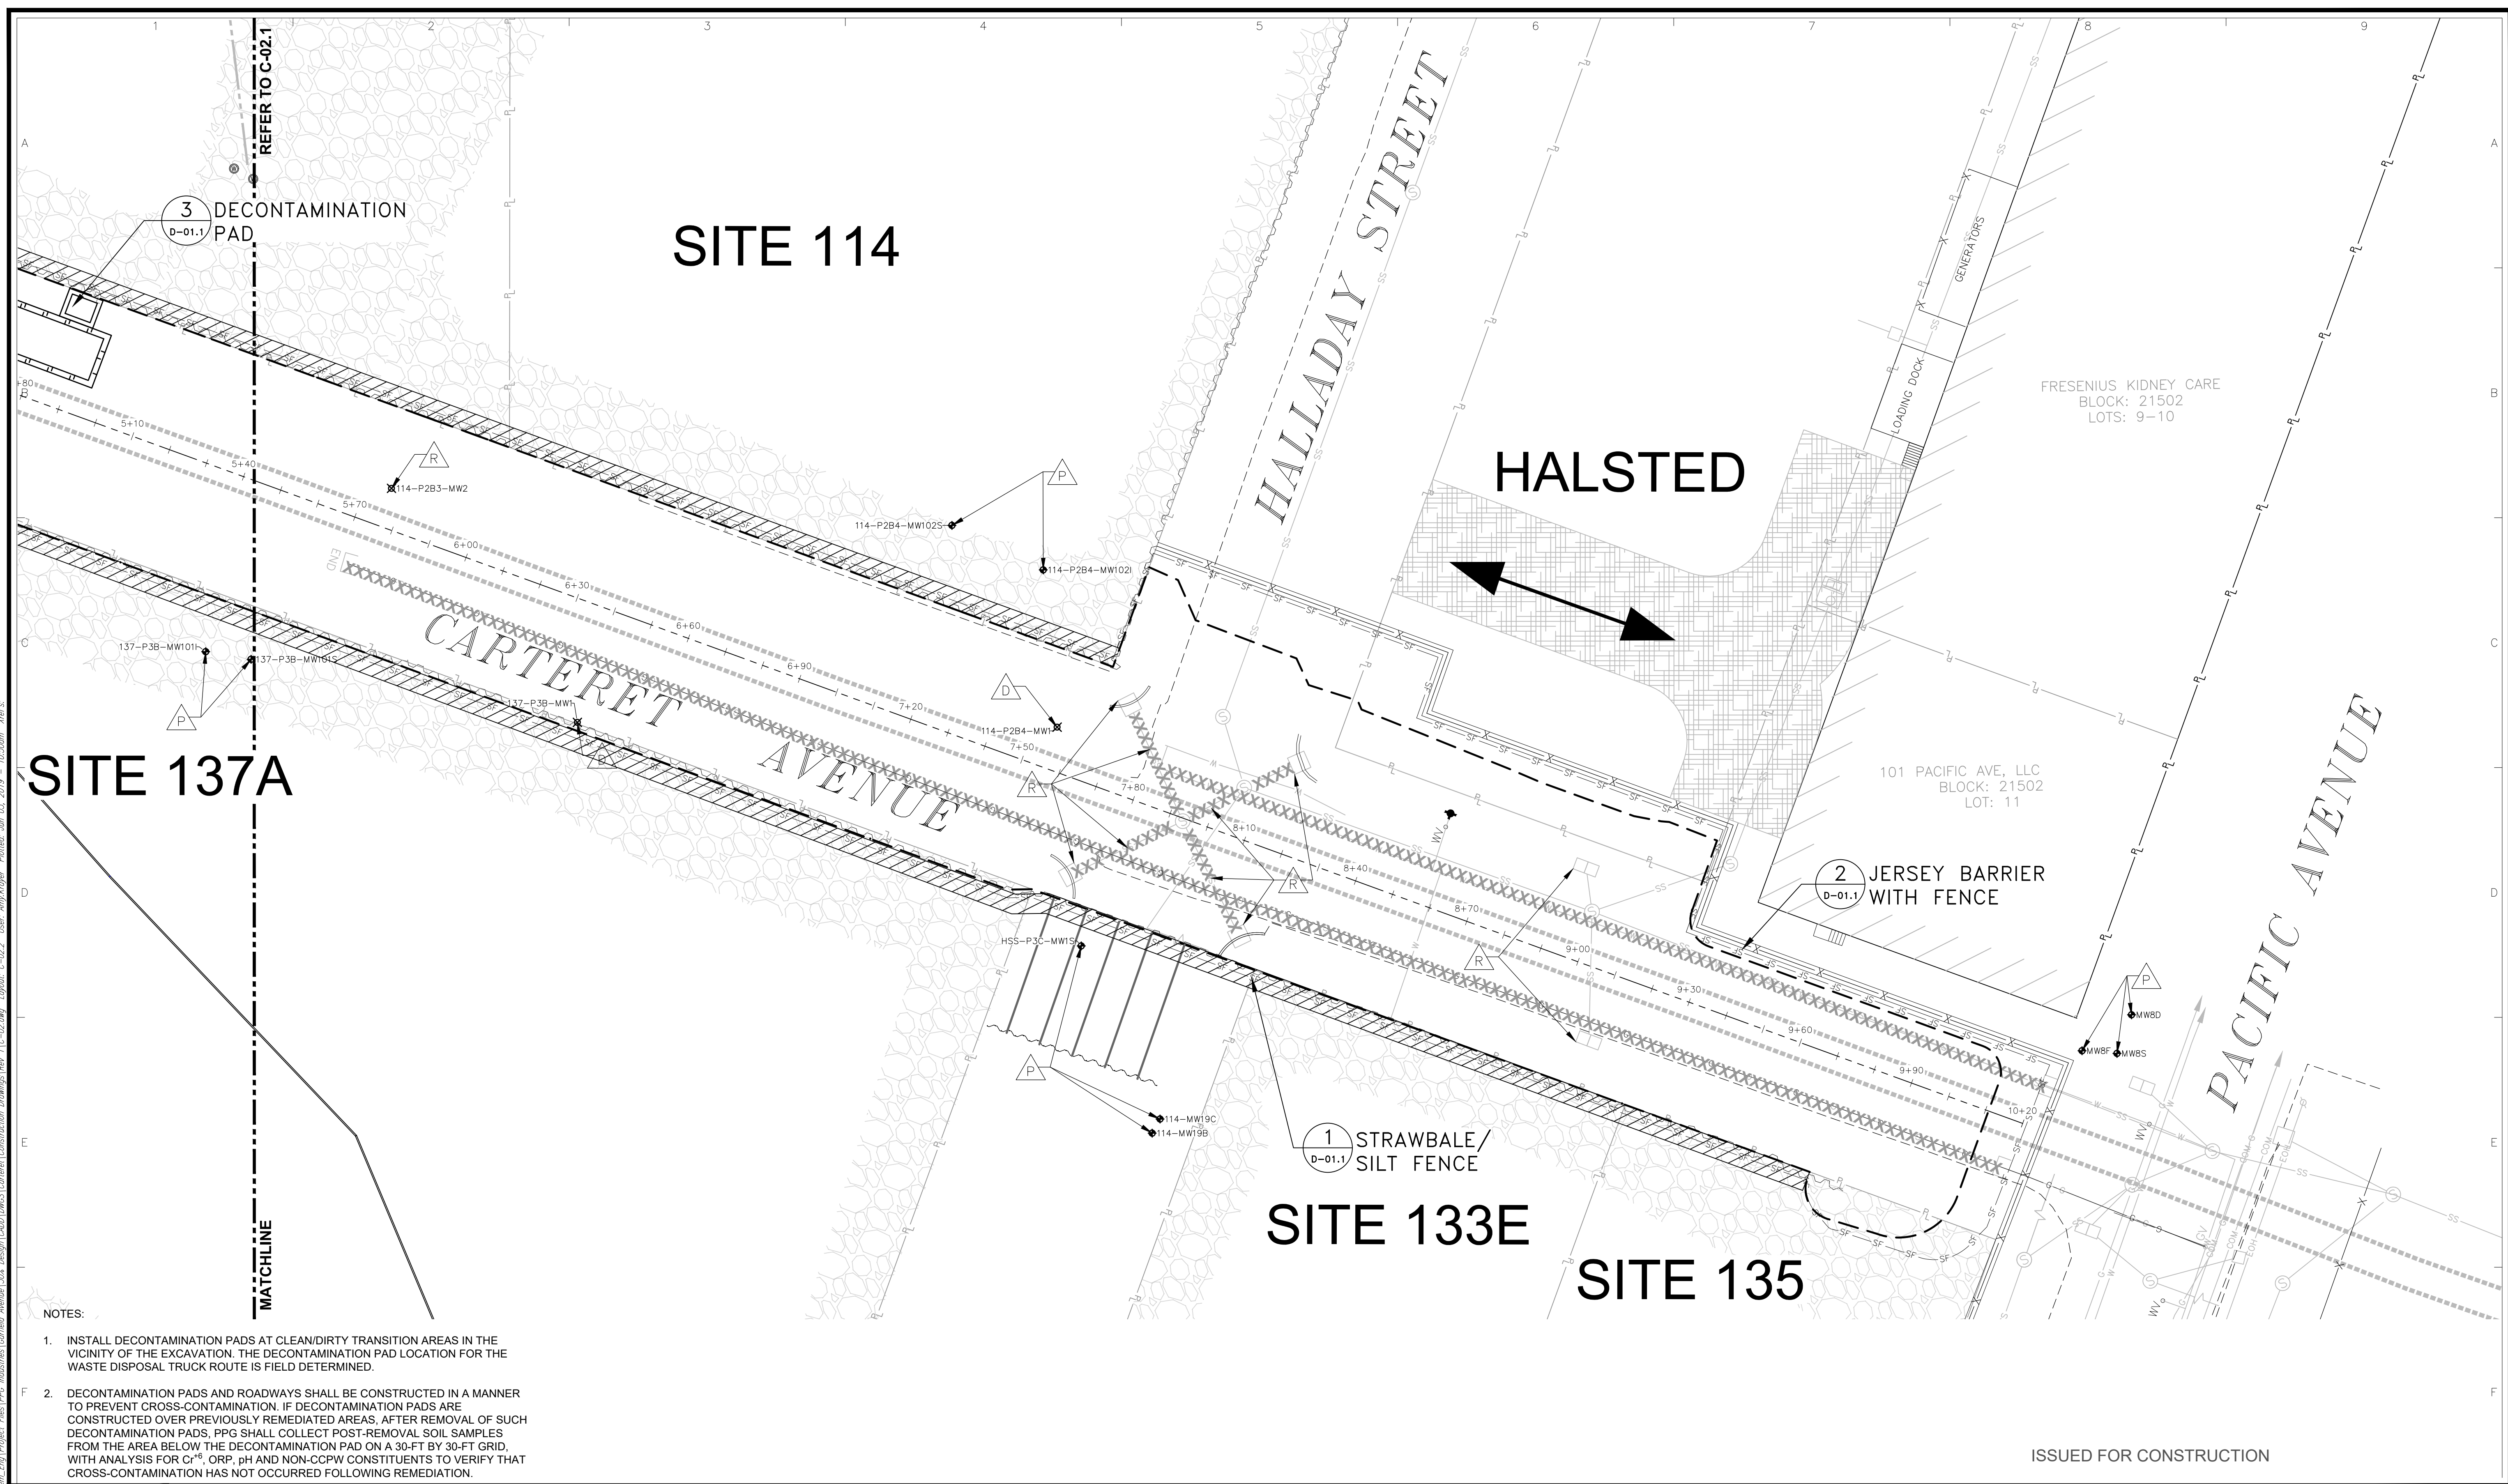 1 2 3 4 5 6 7 8 9
REFER TO C-02.1
A
A
3
D-01.1
DECONTAMINATION
PAD
SITE 114
HALLADAY STREET
GENERATORS
LOADING DOCK
FRESENIUS KIDNEY CARE
BLOCK: 21502
LOTS: 9-10
B
B
+80
5+10
5+40
5+70
6+00
6+30
6+60
6+90
7+20
7+50
7+80
8+10
8+40
8+70
9+00
9+30
9+60
9+90
10+20
R
114-P2B3-MW2
P
114-P2B4-MW102S
114-P2B4-MW102I
HALSTED
END
C
C
137-P3B-MW101I
137-P3B-MW101S
P
CARTERET AVENUE
137-P3B-MW1
D
D
114-P2B4-MW1
R
R
R
SITE 137A
101 PACIFIC AVE, LLC
BLOCK: 21502
LOT: 11
WV
2
D-01.1
JERSEY BARRIER
WITH FENCE
D
D
PACIFIC AVENUE
HSS-P3C-MW1S
P
114-MW19C
114-MW19B
P
MW8D
MW8F
MW8S
1
D-01.1
STRAWBALE/
SILT FENCE
E
E
WV
GV
WV
SITE 133E
SITE 135
MATCHLINE
NOTES:
1. INSTALL DECONTAMINATION PADS AT CLEAN/DIRTY TRANSITION AREAS IN THE
VICINITY OF THE EXCAVATION. THE DECONTAMINATION PAD LOCATION FOR THE
WASTE DISPOSAL TRUCK ROUTE IS FIELD DETERMINED.
F
F
2. DECONTAMINATION PADS AND ROADWAYS SHALL BE CONSTRUCTED IN A MANNER
TO PREVENT CROSS-CONTAMINATION. IF DECONTAMINATION PADS ARE
CONSTRUCTED OVER PREVIOUSLY REMEDIATED AREAS, AFTER REMOVAL OF SUCH
DECONTAMINATION PADS, PPG SHALL COLLECT POST-REMOVAL SOIL SAMPLES
FROM THE AREA BELOW THE DECONTAMINATION PAD ON A 30-FT BY 30-FT GRID,
WITH ANALYSIS FOR Cr⁺⁶, ORP, pH AND NON-CCPW CONSTITUENTS TO VERIFY THAT
CROSS-CONTAMINATION HAS NOT OCCURRED FOLLOWING REMEDIATION.
ISSUED FOR CONSTRUCTION